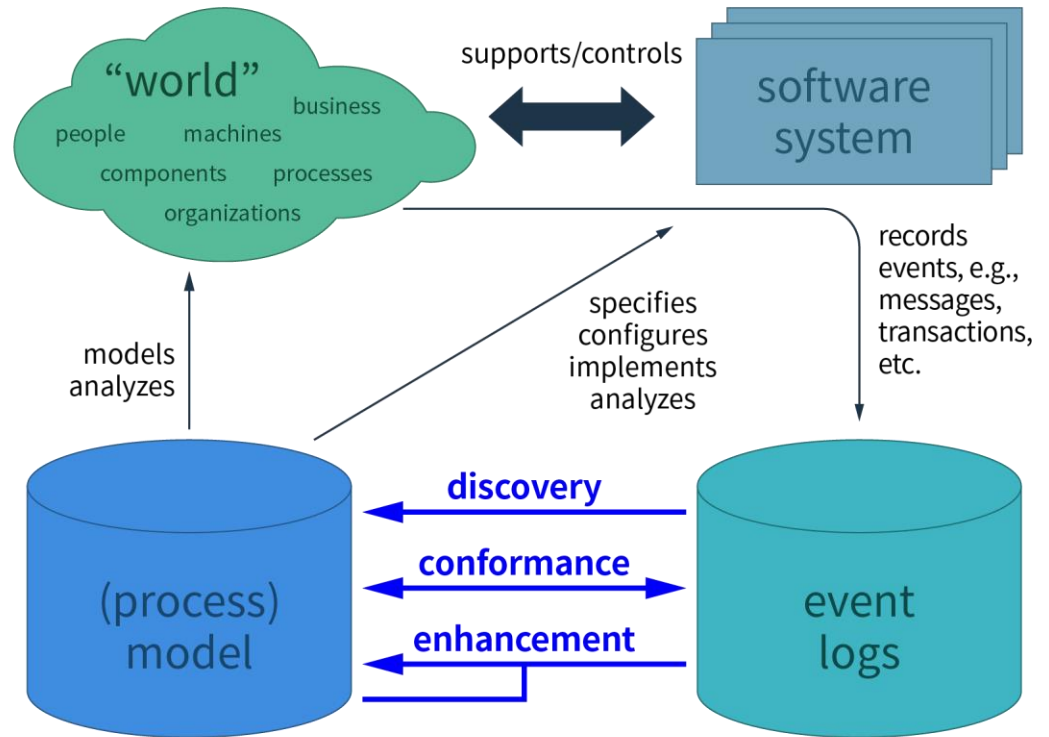 “world”
business
people
machines
components
processes
organizations
supports/controls
software
system
records
events, e.g.,
messages,
transactions,
etc.
specifies
configures
implements
analyzes
models
analyzes
discovery
conformance
enhancement
(process)
model
event
logs